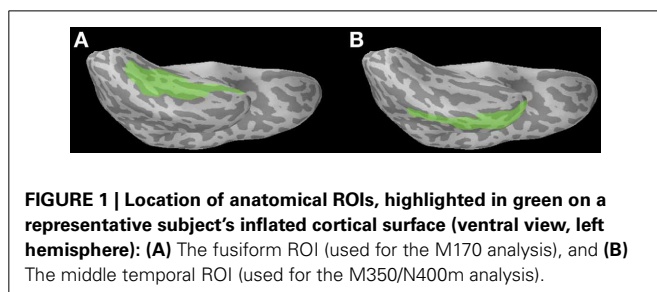 A B
FIGURE 1 | Location of anatomical ROIs, highlighted in green on a
representative subject's inflated cortical surface (ventral view, left
hemisphere): (A) The fusiform ROI (used for the M170 analysis), and (B)
The middle temporal ROI (used for the M350/N400m analysis).